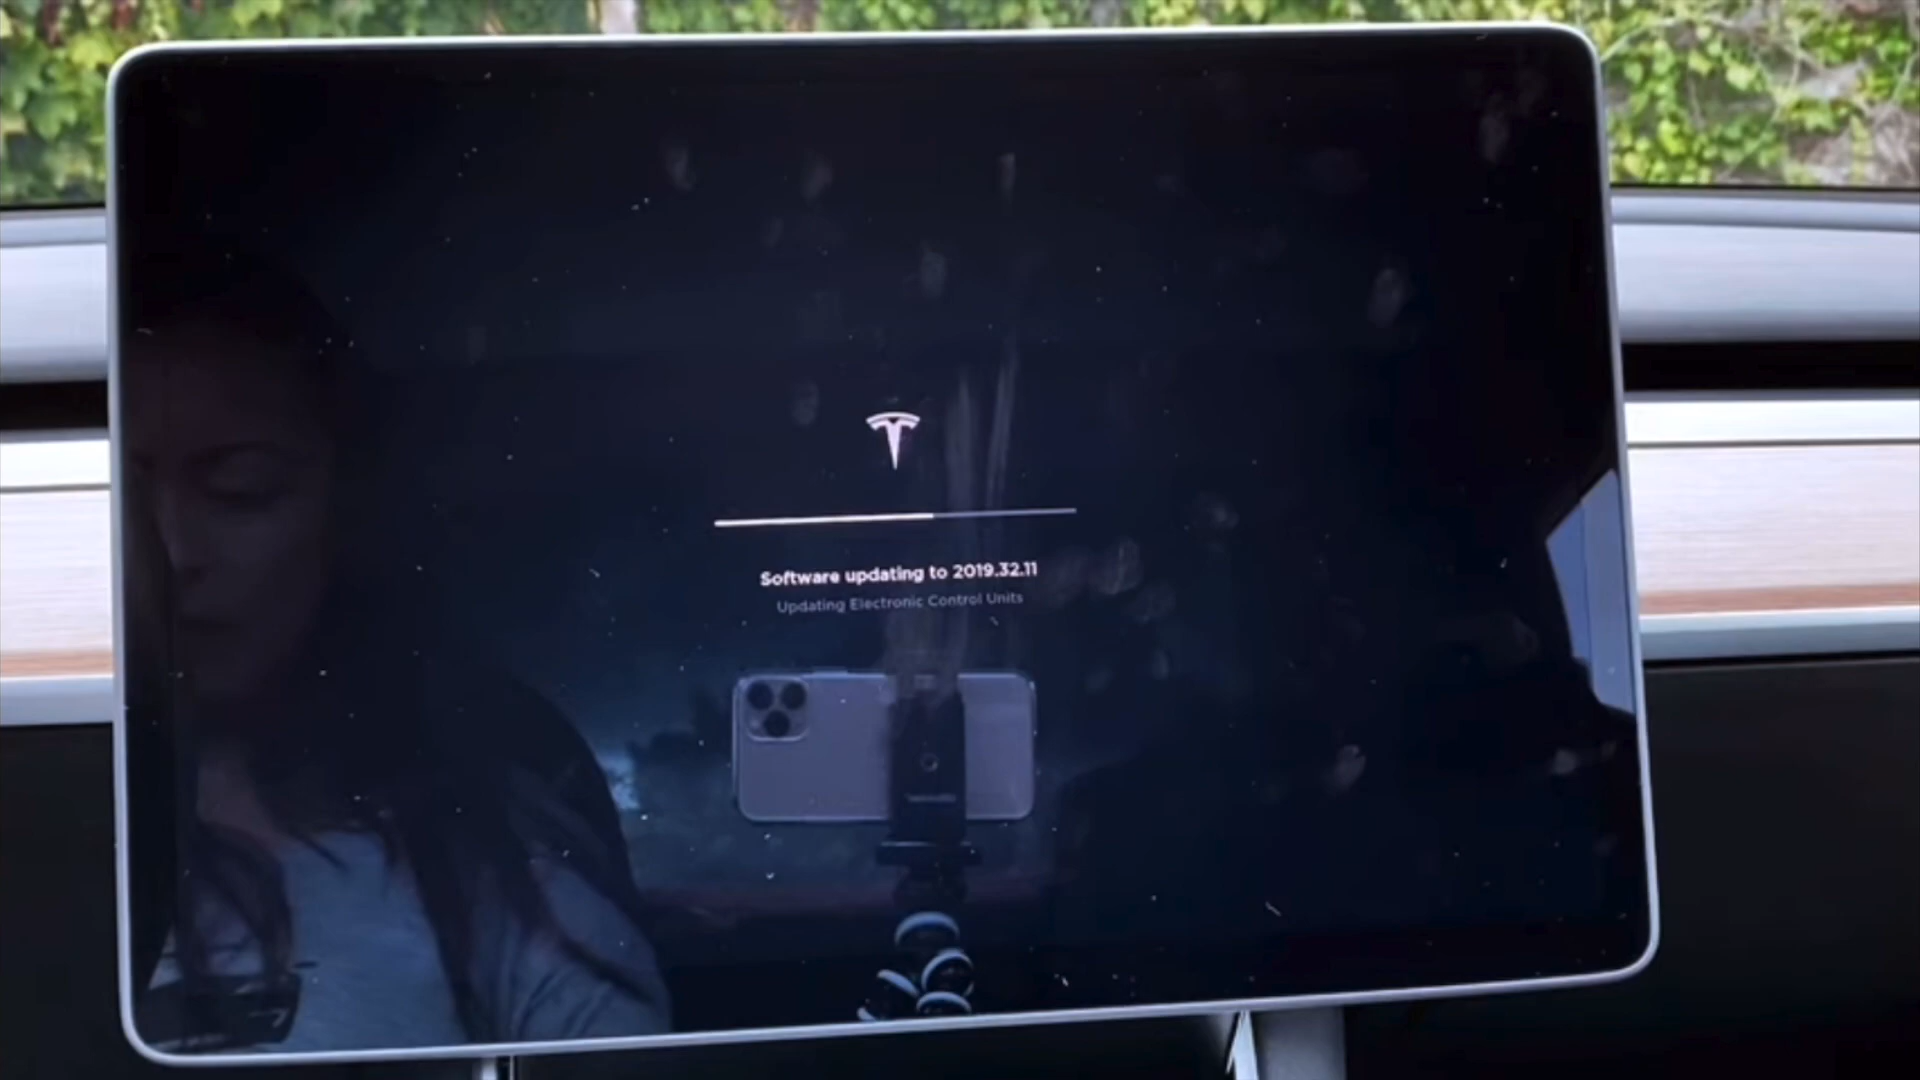 Software updating to 2019.32.11
Updating Electronic Control Units